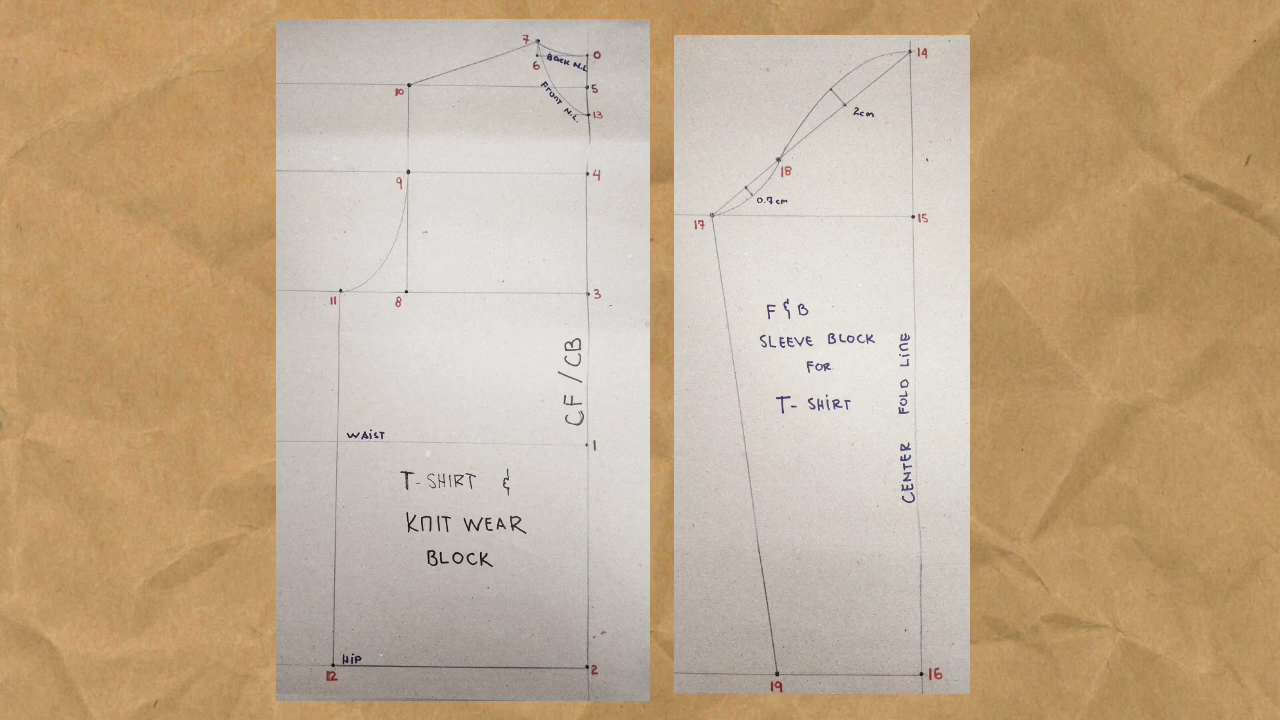 7
0
6
BACK N.L
10
5
FRONT N.L.
13
9
4
11
8
3
CF / CB
WAIST
1
T-SHIRT &
KNIT WEAR
BLOCK
HIP
12
2
14
2cm
18
0.7cm
17
15
F & B
SLEEVE BLOCK
FOR
T- SHIRT
CENTER FOLD LINE
19
16